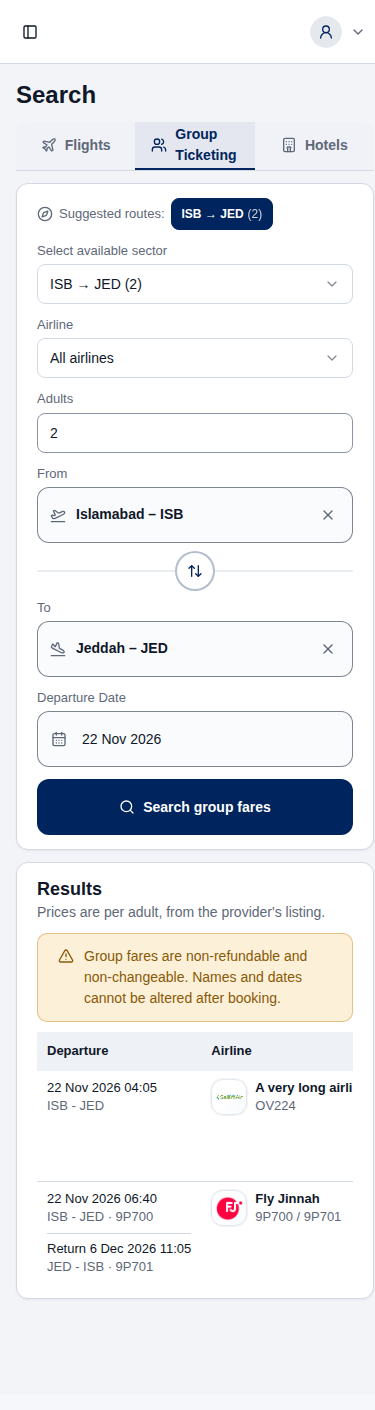 Search
Flights
Group
Ticketing
Hotels
Suggested routes:
ISB → JED (2)
Select available sector
ISB → JED (2)
Airline
All airlines
Adults
2
From
Islamabad – ISB
To
Jeddah – JED
Departure Date
22 Nov 2026
Search group fares
Results
Prices are per adult, from the provider's listing.
Group fares are non-refundable and
non-changeable. Names and dates
cannot be altered after booking.
Departure
Airline
22 Nov 2026 04:05
ISB - JED
SalamAir
A very long airli
OV224
22 Nov 2026 06:40
ISB - JED · 9P700
FJ
Fly Jinnah
9P700 / 9P701
Return 6 Dec 2026 11:05
JED - ISB · 9P701